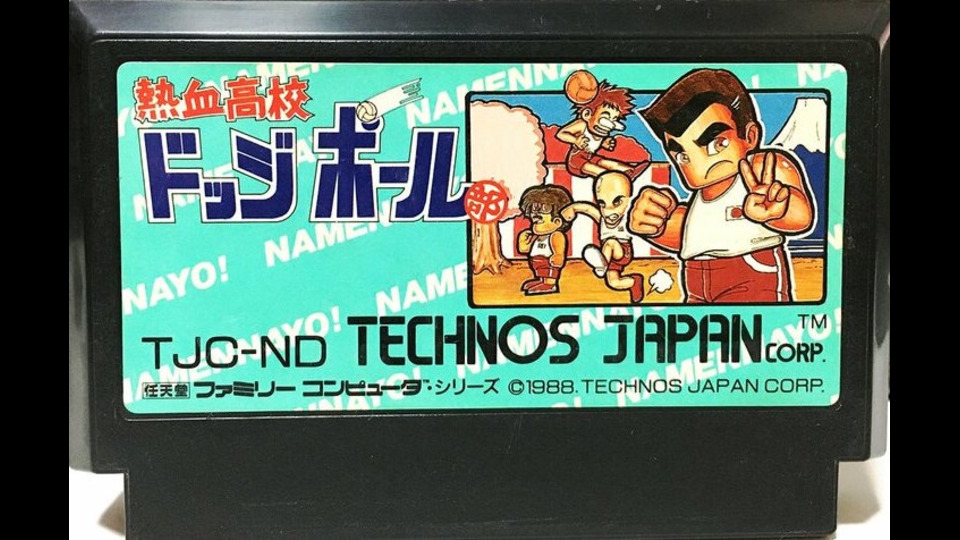 熱血高校
ドッジボール部
NAMENNAYO!
TJC-ND TECHNOS JAPAN CORP.™
任天堂 ファミリー コンピュータ・シリーズ ©1988. TECHNOS JAPAN CORP.